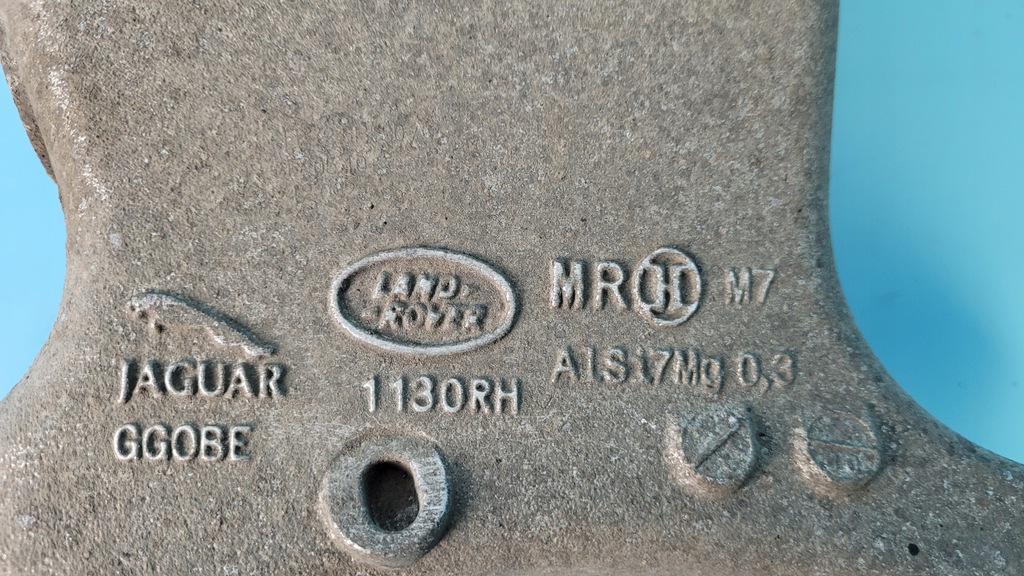 LAND-
ROVER
MR H M7
JAGUAR
1130RH
AlSi7Mg 0,3
GGOBE